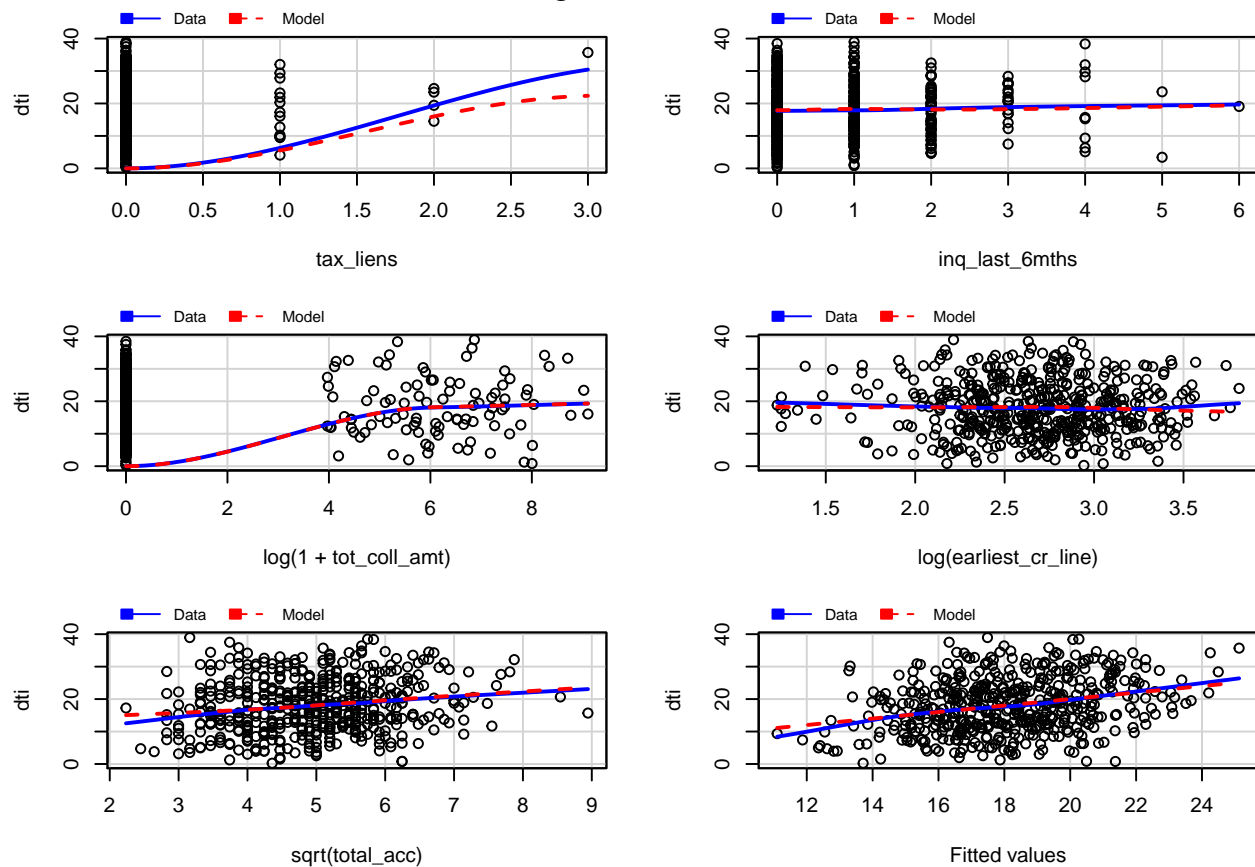 Data Model
dti
0 20 40
0.0 0.5 1.0 1.5 2.0 2.5 3.0
tax_liens
Data Model
dti
0 20 40
0 1 2 3 4 5 6
inq_last_6mths
Data Model
dti
0 20 40
0 2 4 6 8
log(1 + tot_coll_amt)
Data Model
dti
0 20 40
1.5 2.0 2.5 3.0 3.5
log(earliest_cr_line)
Data Model
dti
0 20 40
2 3 4 5 6 7 8 9
sqrt(total_acc)
Data Model
dti
0 20 40
12 14 16 18 20 22 24
Fitted values